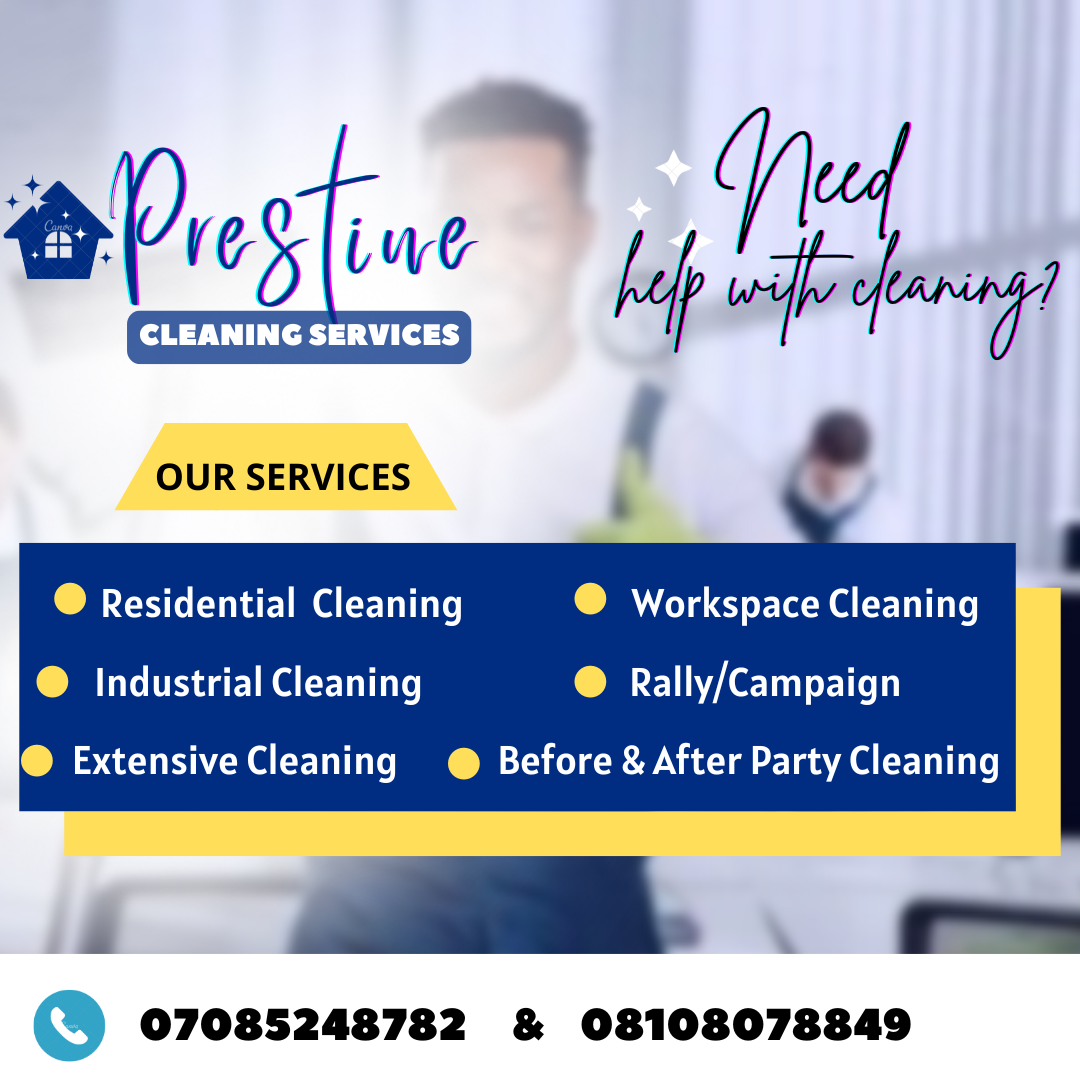 Prestine
CLEANING SERVICES
Need
help with cleaning?
Canva
OUR SERVICES
Residential Cleaning
Workspace Cleaning
Industrial Cleaning
Rally/Campaign
Extensive Cleaning
Before & After Party Cleaning
07085248782 & 08108078849